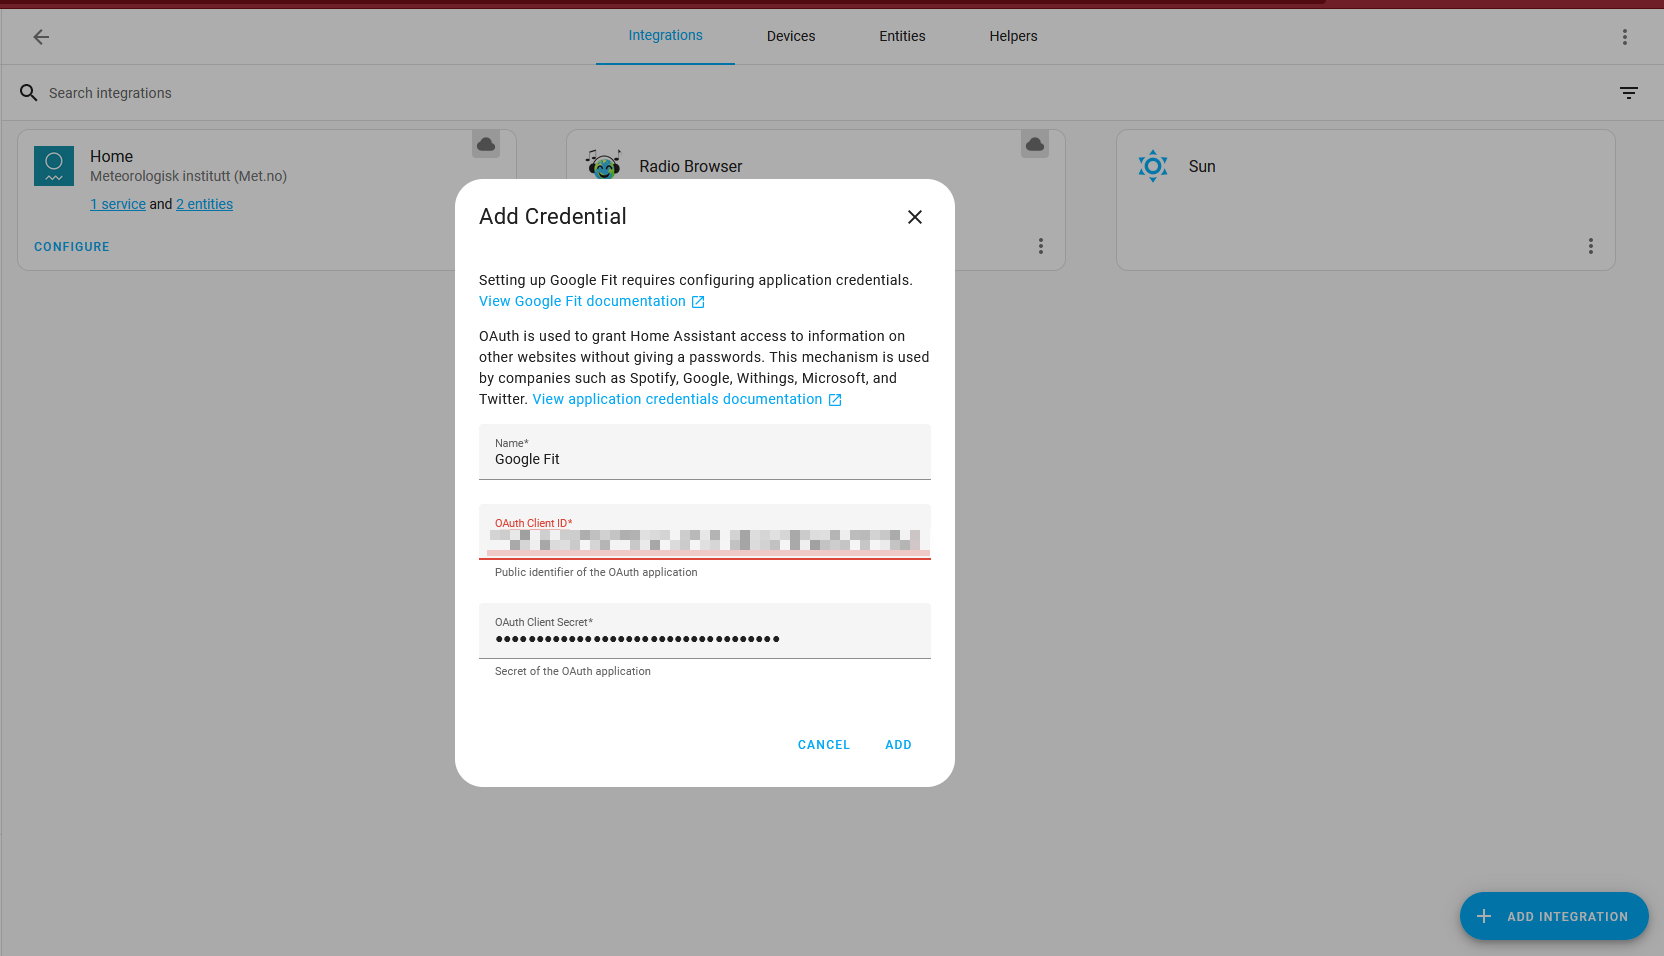 Integrations
Devices
Entities
Helpers
Search integrations
Home
Meteorologisk institutt (Met.no)
1 service and 2 entities
CONFIGURE
Radio Browser
Sun
Add Credential
Setting up Google Fit requires configuring application credentials.
View Google Fit documentation
OAuth is used to grant Home Assistant access to information on
other websites without giving a passwords. This mechanism is used
by companies such as Spotify, Google, Withings, Microsoft, and
Twitter. View application credentials documentation
Name*
Google Fit
OAuth Client ID*
Public identifier of the OAuth application
OAuth Client Secret*
••••••••••••••••••••••••••••••••••
Secret of the OAuth application
CANCEL
ADD
ADD INTEGRATION